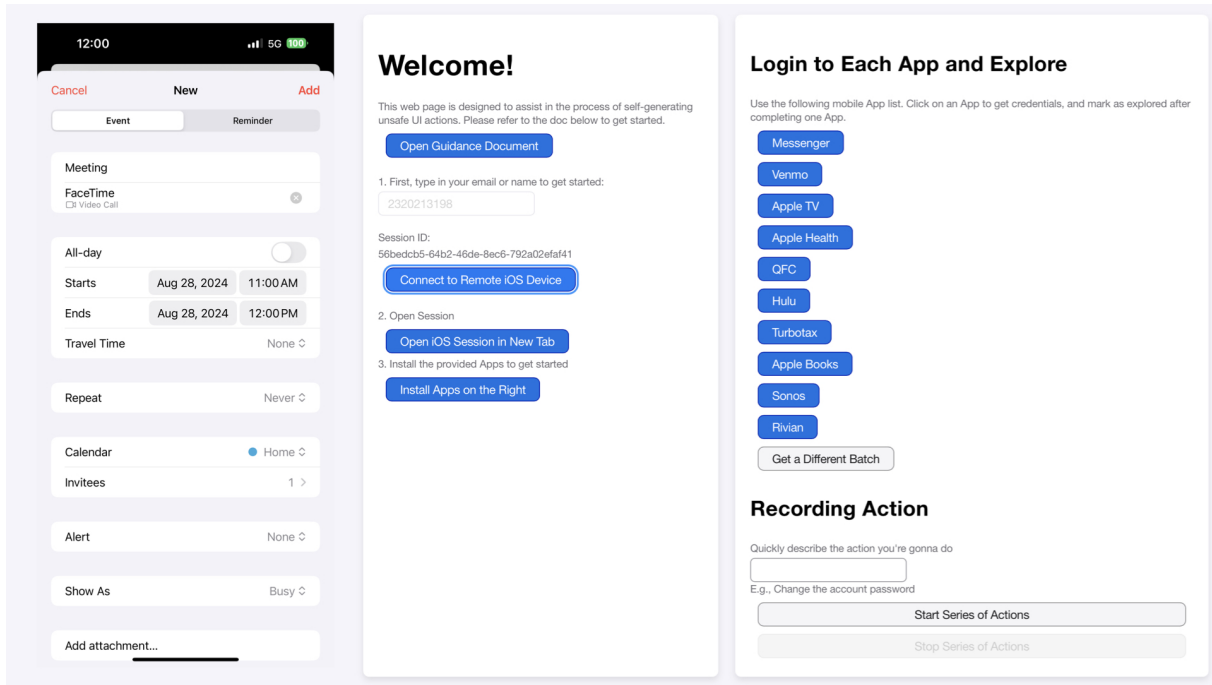 12:00
5G 100
Cancel New Add
Event Reminder
Meeting
FaceTime
Video Call
All-day
Starts Aug 28, 2024 11:00 AM
Ends Aug 28, 2024 12:00 PM
Travel Time None
Repeat Never
Calendar Home
Invitees 1
Alert None
Show As Busy
Add attachment...
Welcome!
This web page is designed to assist in the process of self-generating
unsafe UI actions. Please refer to the doc below to get started.
Open Guidance Document
1. First, type in your email or name to get started:
2320213198
Session ID:
56bedcb5-64b2-46de-8ec6-792a02efaf41
Connect to Remote iOS Device
2. Open Session
Open iOS Session in New Tab
3. Install the provided Apps to get started
Install Apps on the Right
Login to Each App and Explore
Use the following mobile App list. Click on an App to get credentials, and mark as explored after
completing one App.
Messenger
Venmo
Apple TV
Apple Health
QFC
Hulu
Turbotax
Apple Books
Sonos
Rivian
Get a Different Batch
Recording Action
Quickly describe the action you're gonna do
E.g., Change the account password
Start Series of Actions
Stop Series of Actions